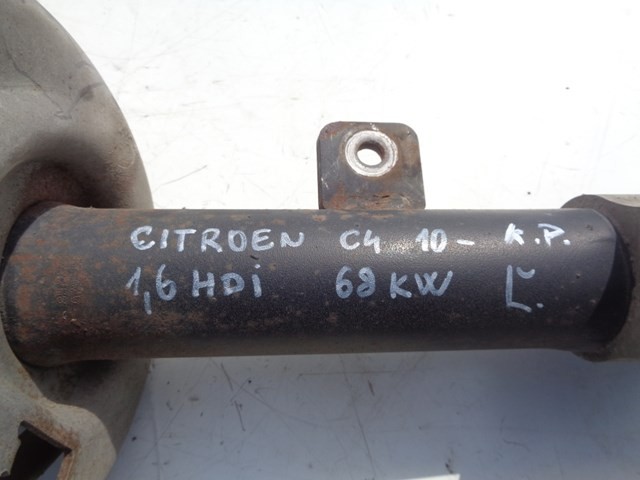 CITROEN C4 10- K.P.
1,6 HDi 68 KW Ľ.